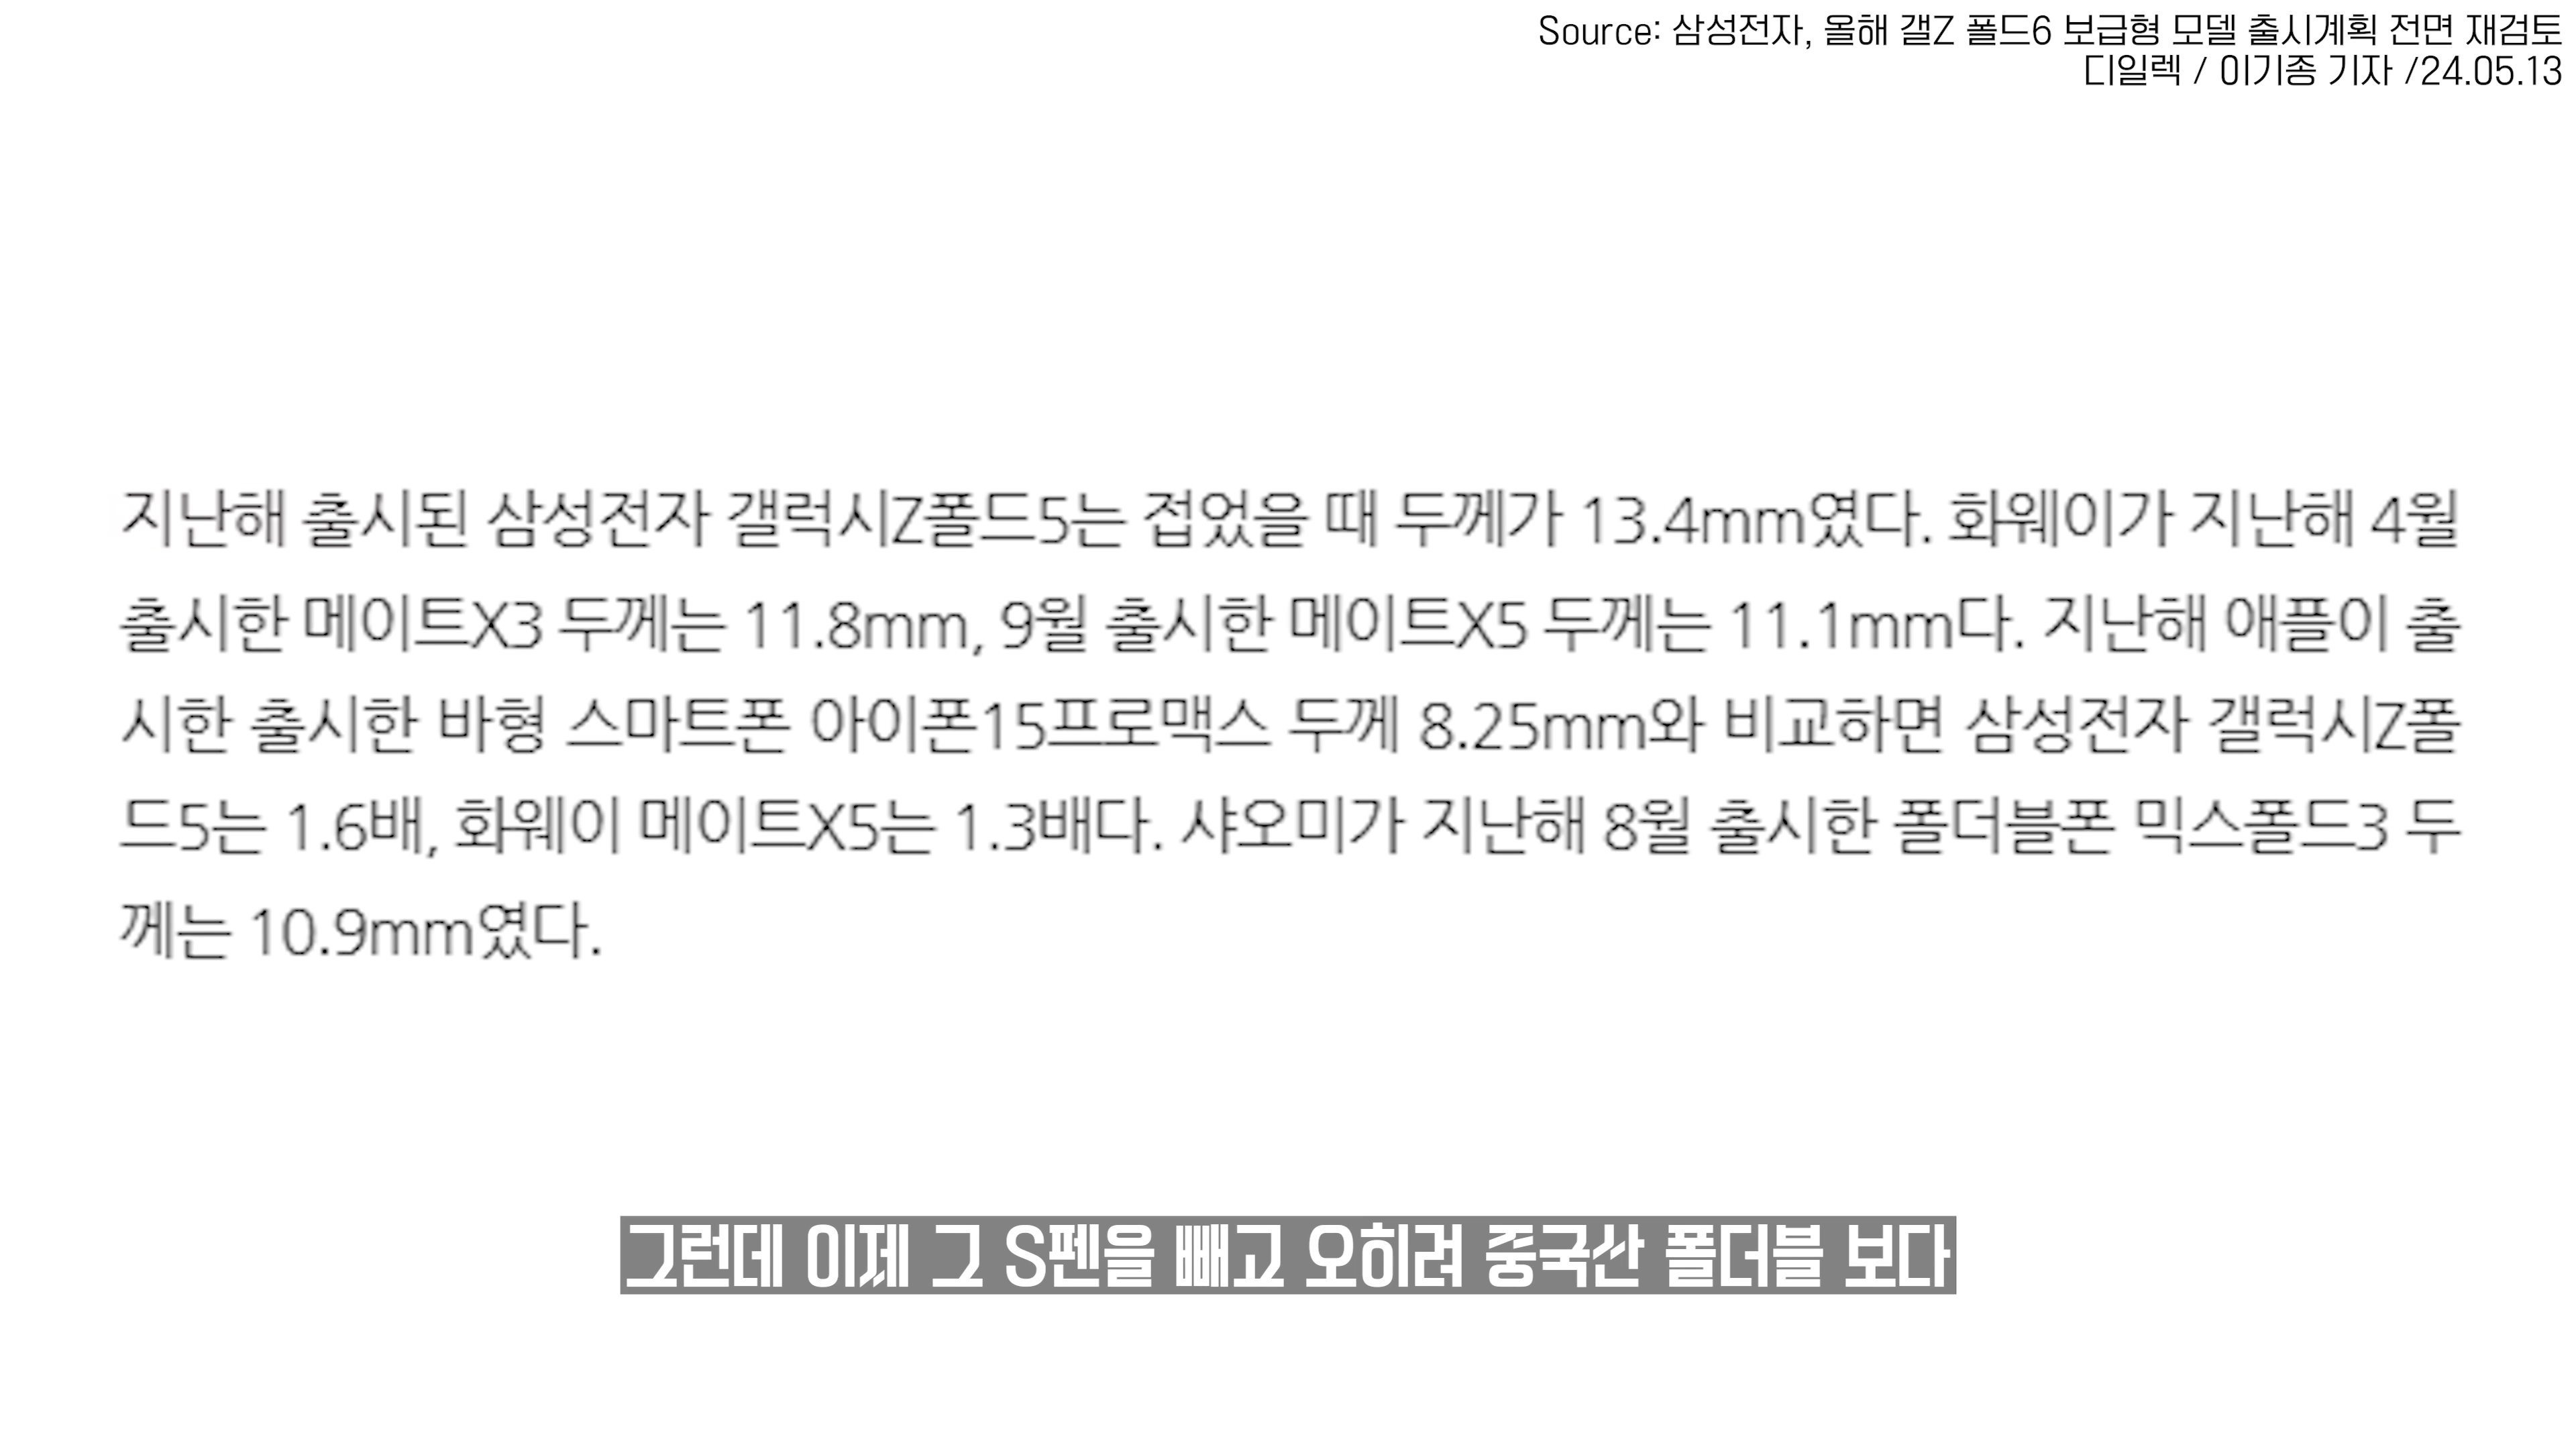 Source: 삼성전자, 올해 갤Z 폴드6 보급형 모델 출시계획 전면 재검토
디일렉 / 이기종 기자 /24.05.13
지난해 출시된 삼성전자 갤럭시Z폴드5는 접었을 때 두께가 13.4mm였다. 화웨이가 지난해 4월
출시한 메이트X3 두께는 11.8mm, 9월 출시한 메이트X5 두께는 11.1mm다. 지난해 애플이 출
시한 출시한 바형 스마트폰 아이폰15프로맥스 두께 8.25mm와 비교하면 삼성전자 갤럭시Z폴
드5는 1.6배, 화웨이 메이트X5는 1.3배다. 샤오미가 지난해 8월 출시한 폴더블폰 믹스폴드3 두
께는 10.9mm였다.
그런데 이제 그 S펜을 빼고 오히려 중국산 폴더블 보다